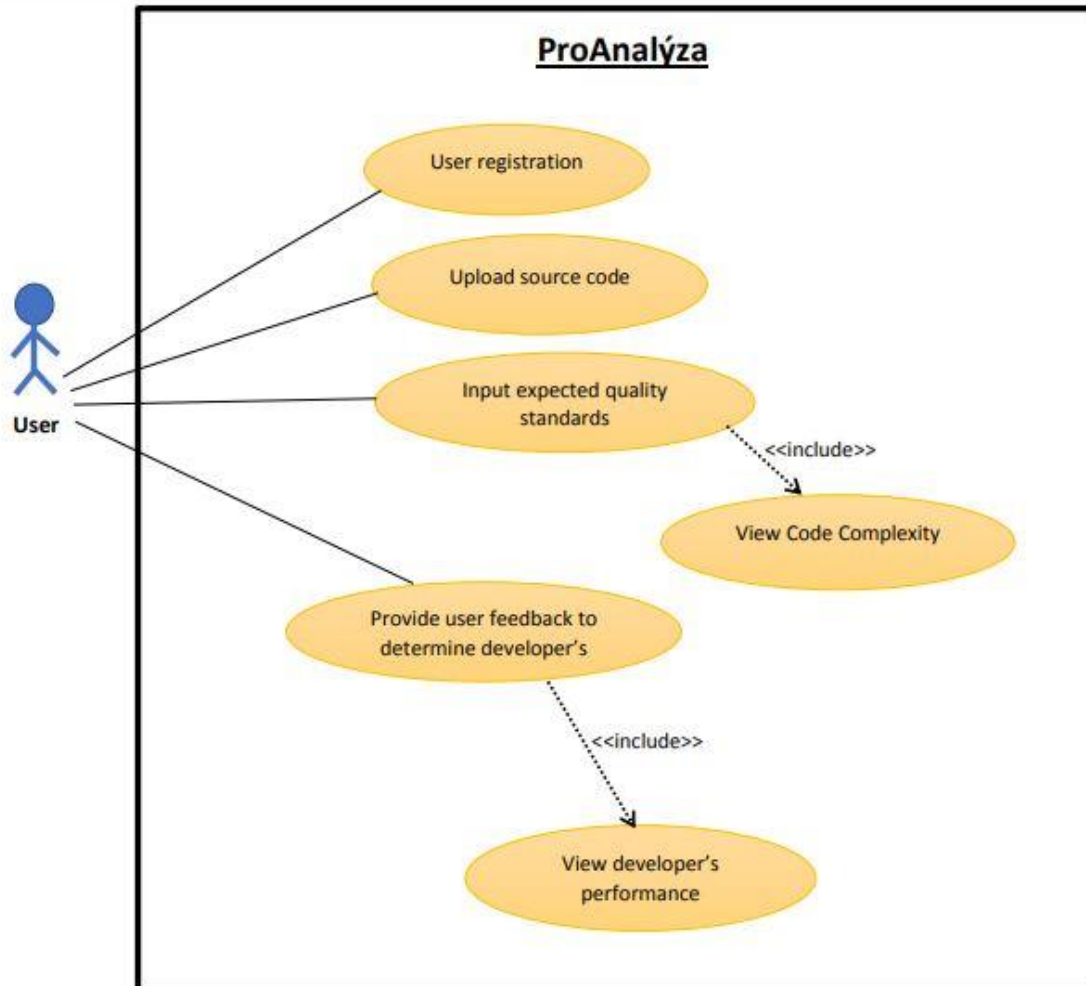 ProAnalýza
User registration
Upload source code
Input expected quality
standards
User
<<include>>
View Code Complexity
Provide user feedback to
determine developer's
<<include>>
View developer's
performance